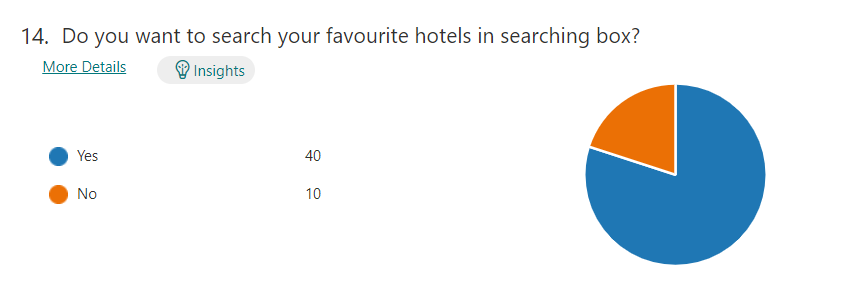 14. Do you want to search your favourite hotels in searching box?
More Details
Insights
Yes 40
No 10